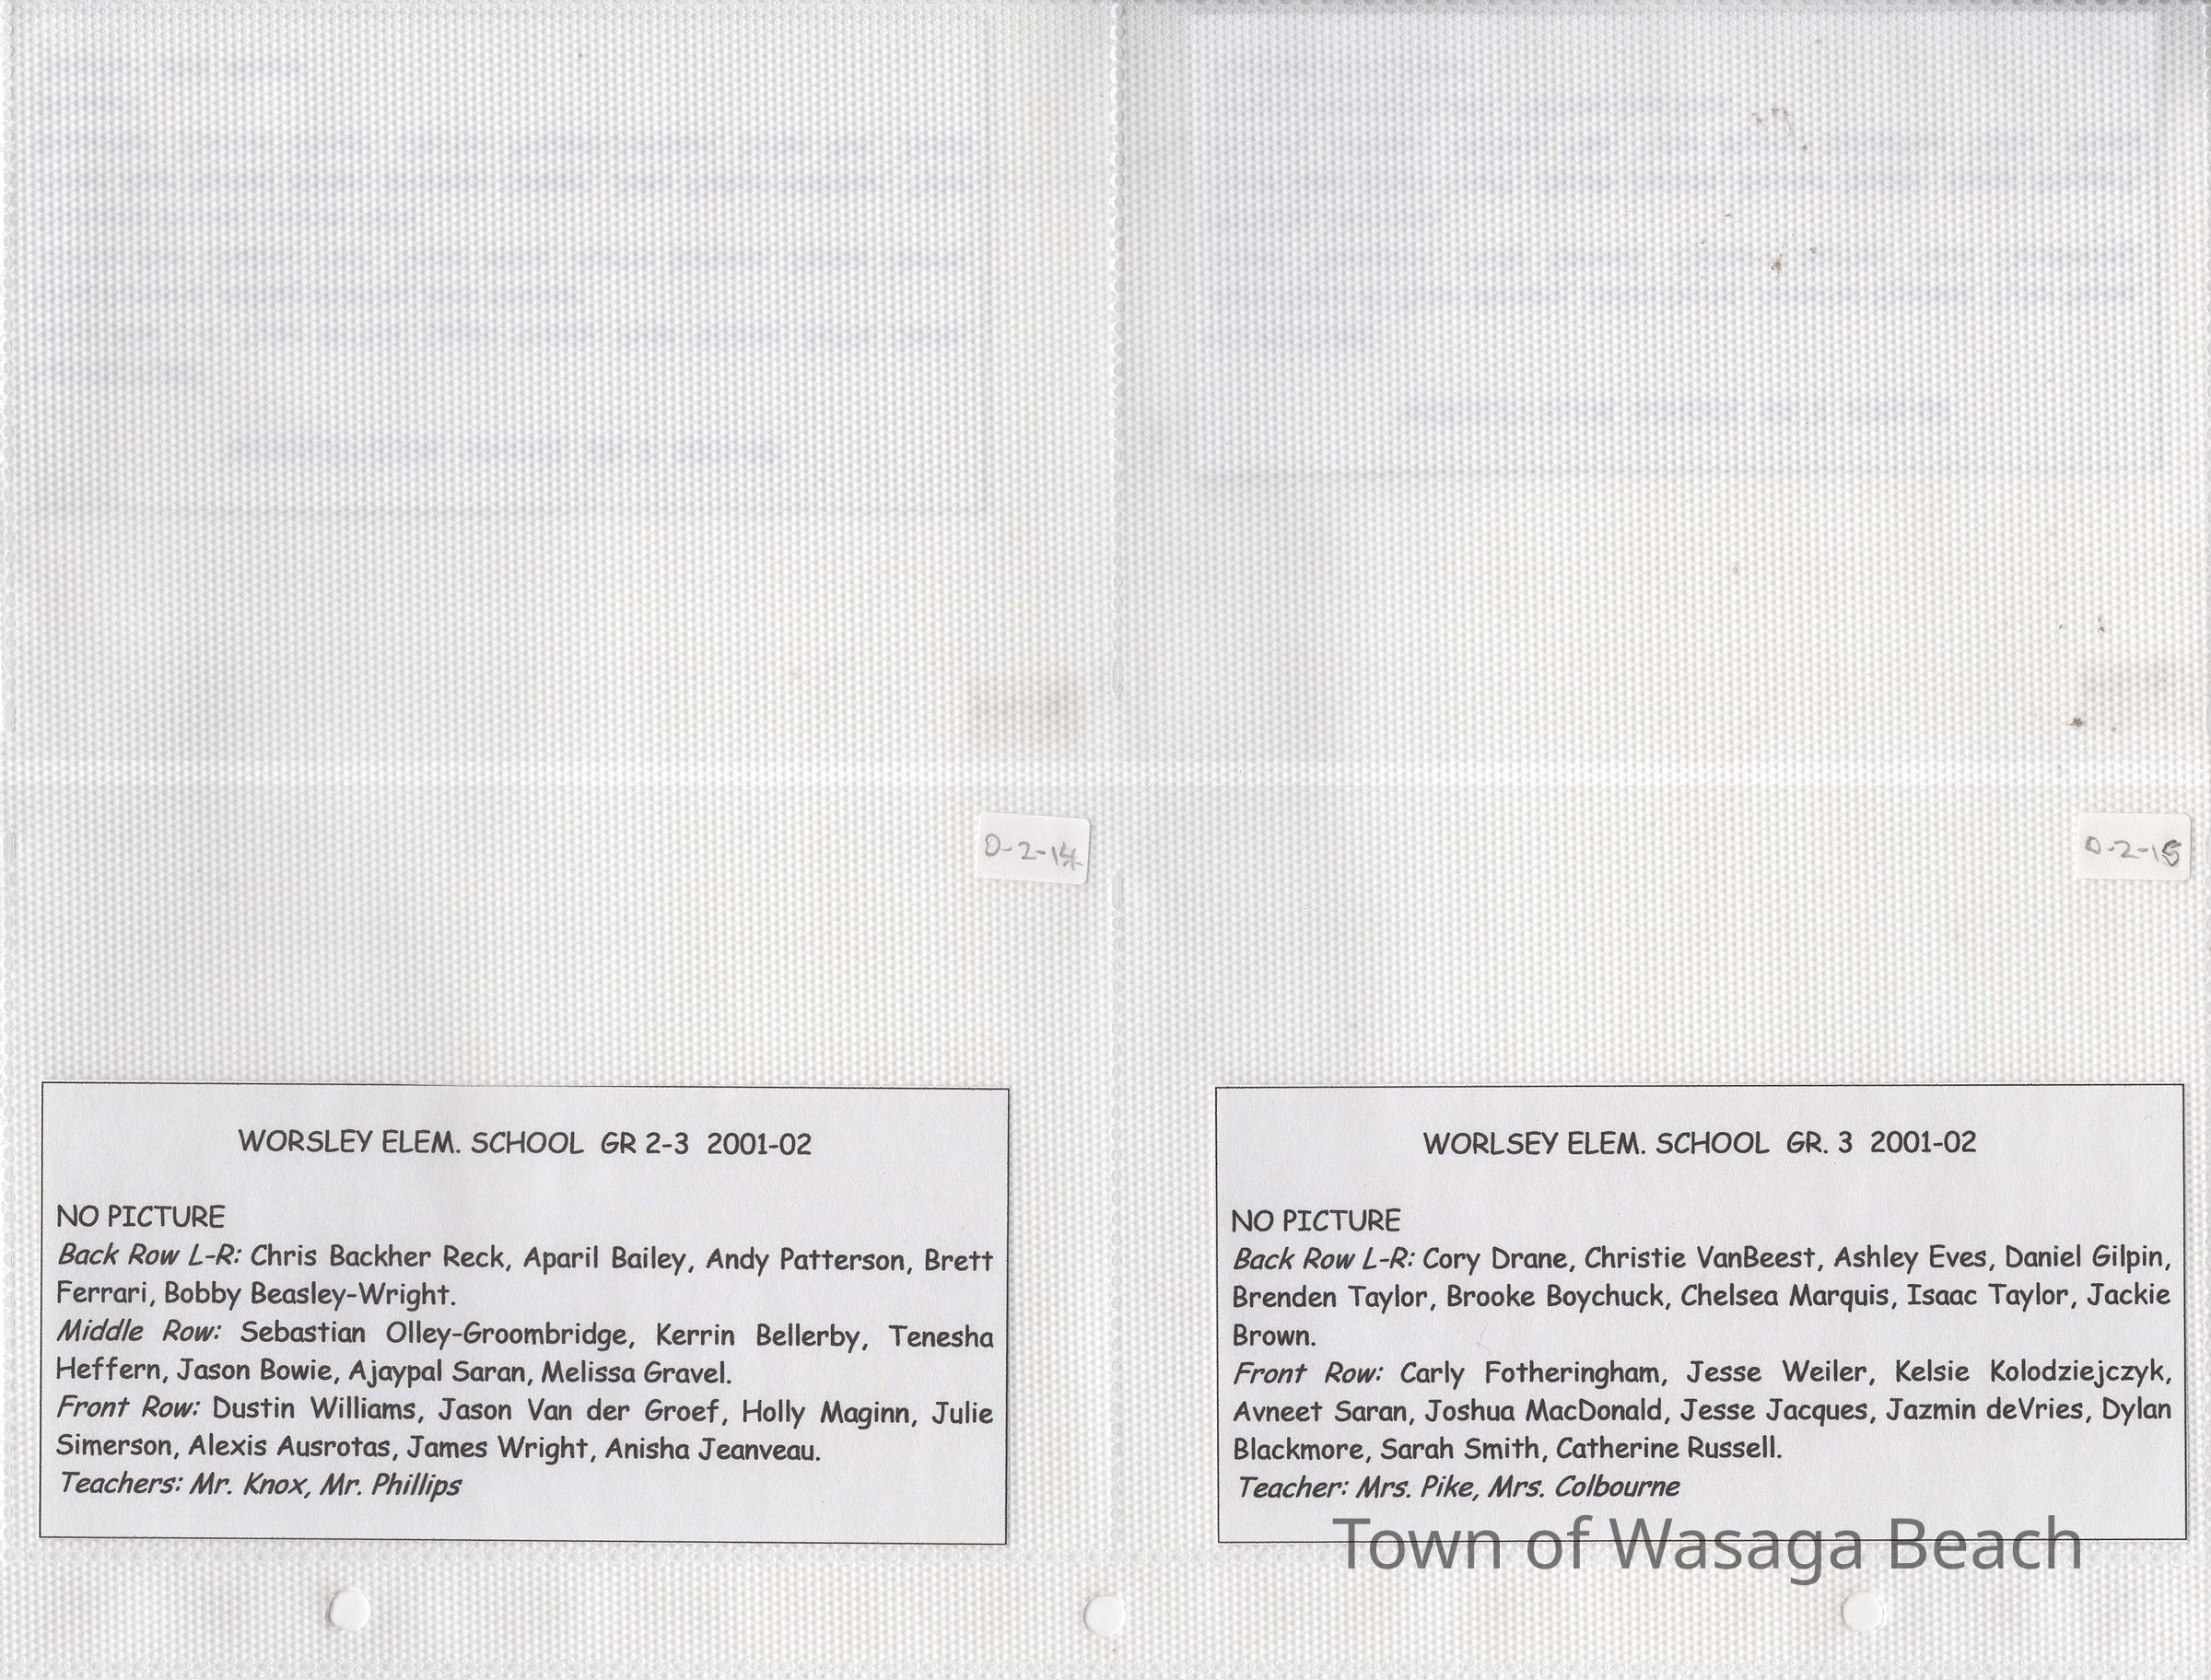 D-2-14
D-2-15
WORSLEY ELEM. SCHOOL GR 2-3 2001-02
NO PICTURE
Back Row L-R: Chris Backher Reck, Aparil Bailey, Andy Patterson, Brett
Ferrari, Bobby Beasley-Wright.
Middle Row: Sebastian Olley-Groombridge, Kerrin Bellerby, Tenesha
Heffern, Jason Bowie, Ajaypal Saran, Melissa Gravel.
Front Row: Dustin Williams, Jason Van der Groef, Holly Maginn, Julie
Simerson, Alexis Ausrotas, James Wright, Anisha Jeanveau.
Teachers: Mr. Knox, Mr. Phillips
WORLSEY ELEM. SCHOOL GR. 3 2001-02
NO PICTURE
Back Row L-R: Cory Drane, Christie VanBeest, Ashley Eves, Daniel Gilpin,
Brenden Taylor, Brooke Boychuck, Chelsea Marquis, Isaac Taylor, Jackie
Brown.
Front Row: Carly Fotheringham, Jesse Weiler, Kelsie Kolodziejczyk,
Avneet Saran, Joshua MacDonald, Jesse Jacques, Jazmin deVries, Dylan
Blackmore, Sarah Smith, Catherine Russell.
Teacher: Mrs. Pike, Mrs. Colbourne
Town of Wasaga Beach